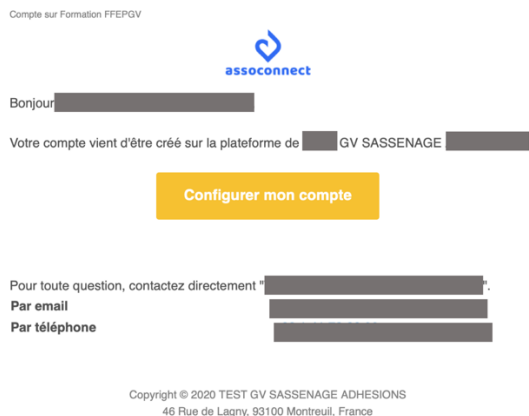 Compte sur Formation FFEPGV
assoconnect
Bonjour
Votre compte vient d'être créé sur la plateforme de GV SASSENAGE
Configurer mon compte
Pour toute question, contactez directement " ".
Par email
Par téléphone
Copyright © 2020 TEST GV SASSENAGE ADHESIONS
46 Rue de Lagny, 93100 Montreuil, France